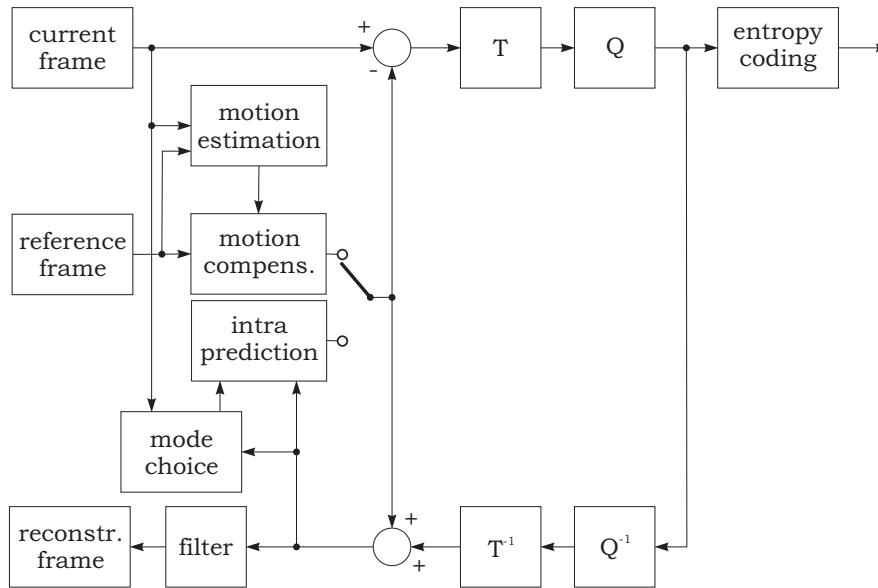 current
frame
+
-
T
Q
entropy
coding
motion
estimation
reference
frame
motion
compens.
intra
prediction
mode
choice
reconstr.
frame
filter
+
+
T⁻¹
Q⁻¹